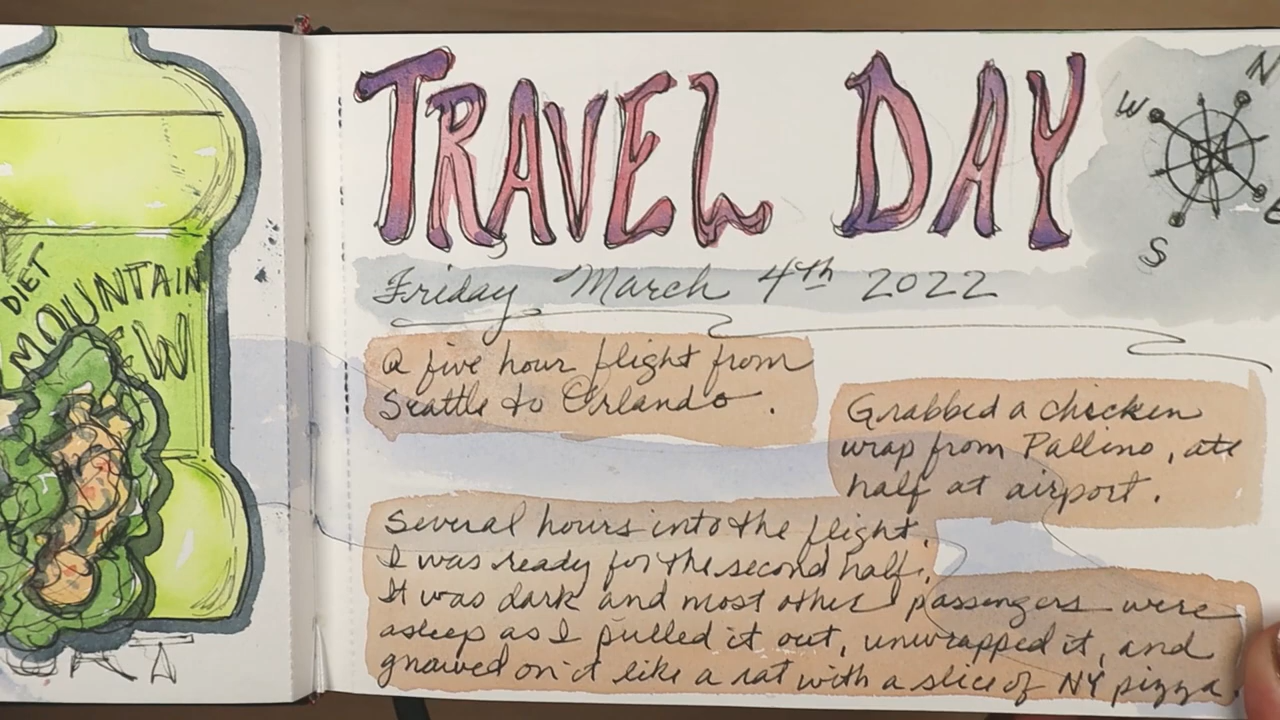 DIET
MOUNTAIN
EW
TRAVEL DAY
N
W
S
Friday March 4th 2022
A five hour flight from
Seattle to Orlando.
Grabbed a chicken
wrap from Pallino, ate
half at airport.
Several hours into the flight,
I was ready for the second half.
It was dark and most other passengers were
asleep as I pulled it out, unwrapped it, and
gnawed on it like a rat with a slice of NY pizza.